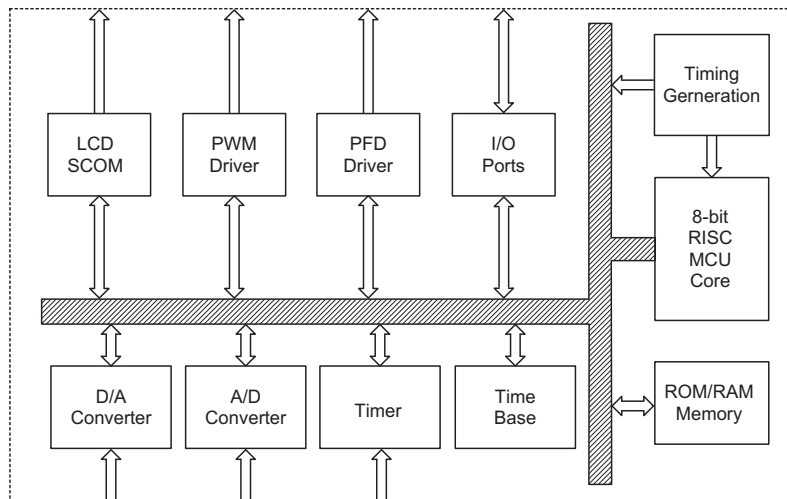 LCD
SCOM
PWM
Driver
PFD
Driver
I/O
Ports
Timing
Gerneration
8-bit
RISC
MCU
Core
D/A
Converter
A/D
Converter
Timer
Time
Base
ROM/RAM
Memory